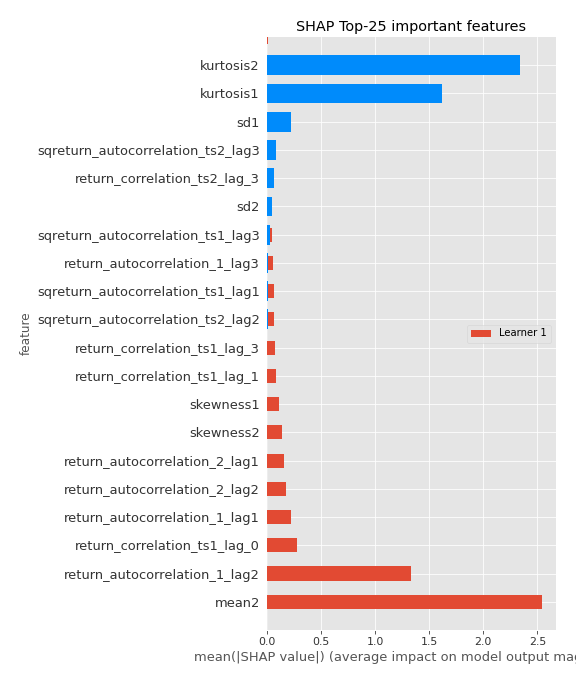 SHAP Top-25 important features
kurtosis2
kurtosis1
sd1
sqreturn_autocorrelation_ts2_lag3
return_correlation_ts2_lag_3
sd2
sqreturn_autocorrelation_ts1_lag3
return_autocorrelation_1_lag3
sqreturn_autocorrelation_ts1_lag1
sqreturn_autocorrelation_ts2_lag2
return_correlation_ts1_lag_3
return_correlation_ts1_lag_1
skewness1
skewness2
return_autocorrelation_2_lag1
return_autocorrelation_2_lag2
return_autocorrelation_1_lag1
return_correlation_ts1_lag_0
return_autocorrelation_1_lag2
mean2
feature
Learner 1
0.0 0.5 1.0 1.5 2.0 2.5
mean(|SHAP value|) (average impact on model output mag